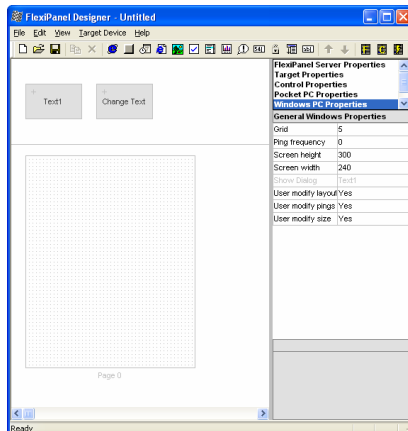 FlexiPanel Designer - Untitled
File Edit View Target Device Help
Text1 Change Text
Page 0
FlexiPanel Server Properties
Target Properties
Control Properties
Pocket PC Properties
Windows PC Properties
General Windows Properties
Grid 5
Ping frequency 0
Screen height 300
Screen width 240
Show Dialog Text1
User modify layout Yes
User modify pings Yes
User modify size Yes
Ready